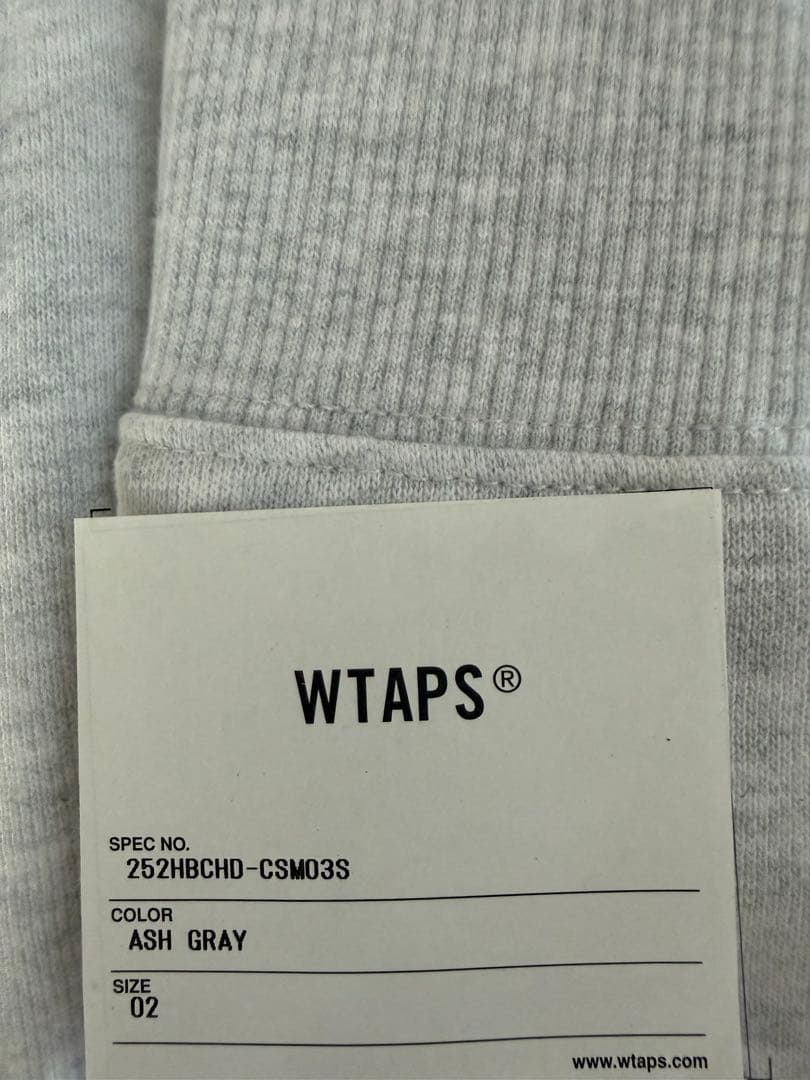 WTAPS®
SPEC NO.
252HBCHD-CSM03S
COLOR
ASH GRAY
SIZE
02
www.wtaps.com